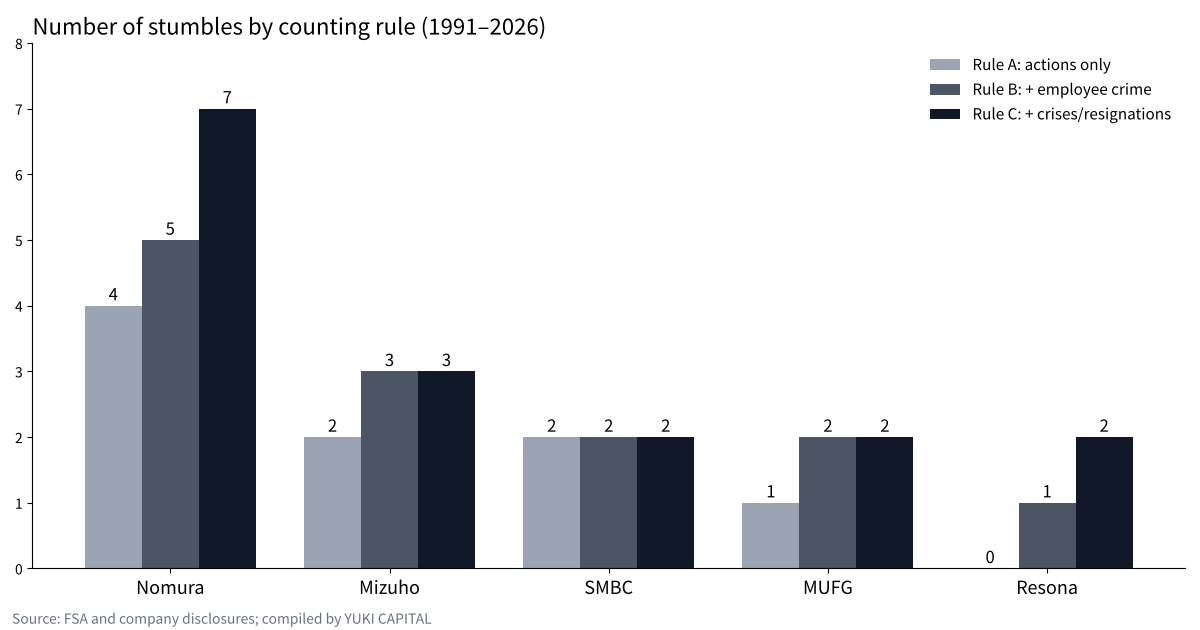 Number of stumbles by counting rule (1991–2026)
8
7
6
5
4
3
2
1
0
Rule A: actions only
Rule B: + employee crime
Rule C: + crises/resignations
4
5
7
2
3
3
2
2
2
1
2
2
0
1
2
Nomura
Mizuho
SMBC
MUFG
Resona
Source: FSA and company disclosures; compiled by YUKI CAPITAL